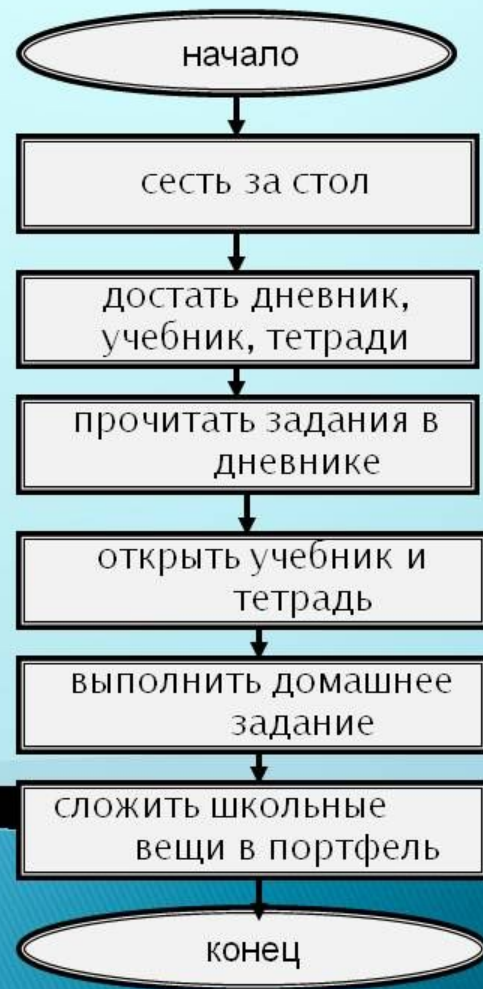 начало
сесть за стол
достать дневник,
учебник, тетради
прочитать задания в
дневнике
открыть учебник и
тетрадь
выполнить домашнее
задание
сложить школьные
вещи в портфель
конец